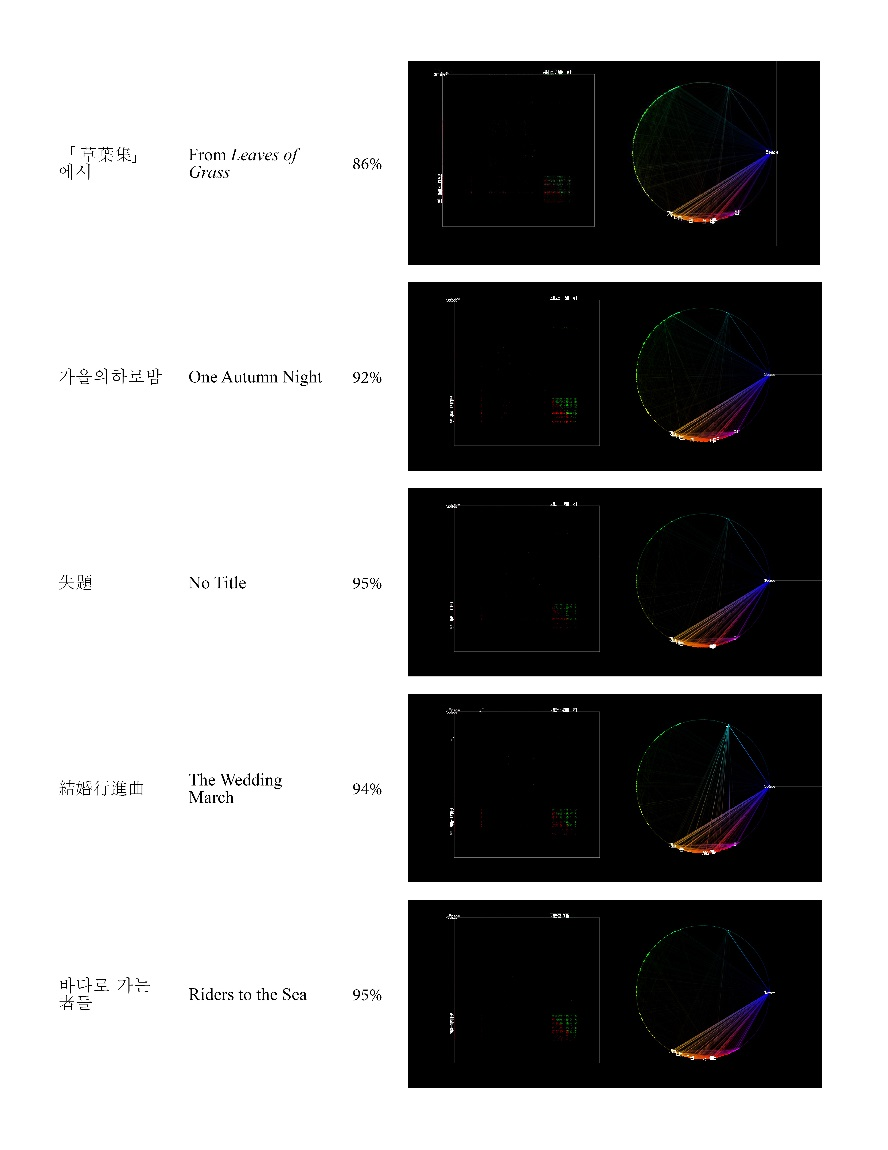 「草葉集」
에서
From Leaves of
Grass
86%
가을의하로밤
One Autumn Night
92%
失題
No Title
95%
結婚行進曲
The Wedding
March
94%
바다로 가는
者들
Riders to the Sea
95%
Space